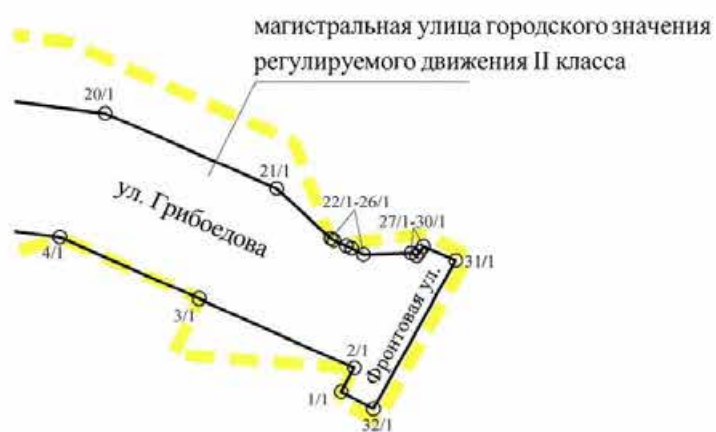 магистральная улица городского значения
регулируемого движения II класса
20/1
21/1
ул. Грибоедова
22/1-26/1
27/1-30/1
4/1
31/1
3/1
Фронтовая ул.
2/1
1/1
32/1